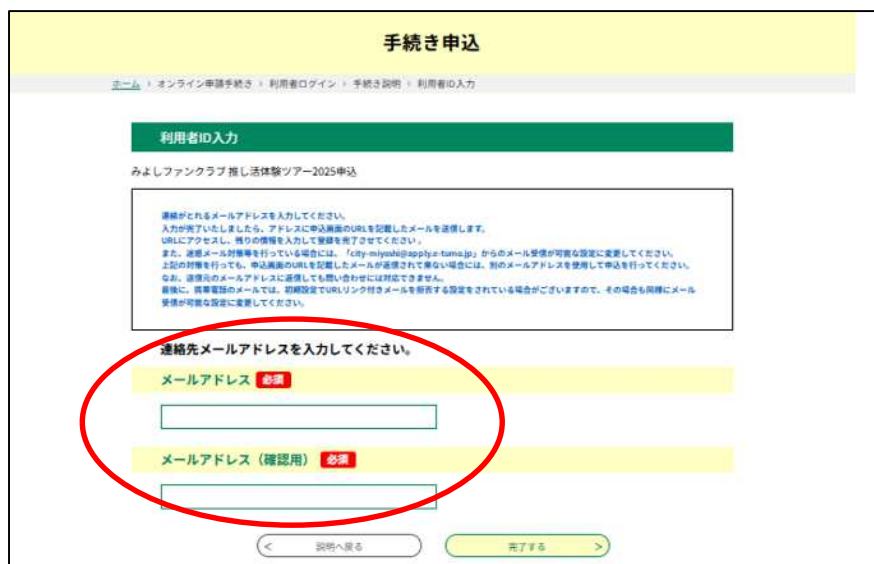 手続き申込
ホーム › オンライン申請手続き › 利用者ログイン › 手続き説明 › 利用者ID入力
利用者ID入力
みよしファンクラブ 推し活体験ツアー2025申込
連絡がとれるメールアドレスを入力してください。
入力が完了いたしましたら、アドレスに申込画面のURLを記載したメールを送信します。
URLにアクセスし、残りの情報を入力して登録を完了させてください。
また、迷惑メール対策等を行っている場合には、「city-miyoshi@apply.e-tumo.jp」からのメール受信が可能な設定に変更してください。
上記の対策を行っても、申込画面のURLを記載したメールが返信されて来ない場合には、別のメールアドレスを使用して申込を行ってください。
なお、送信元のメールアドレスに返信しても問い合わせには対応できません。
最後に、携帯電話のメールでは、初期設定でURLリンク付きメールを拒否する設定をされている場合がございますので、その場合も同様にメール
受信が可能な設定に変更してください。
連絡先メールアドレスを入力してください。
メールアドレス 必須
メールアドレス（確認用） 必須
< 説明へ戻る
完了する >